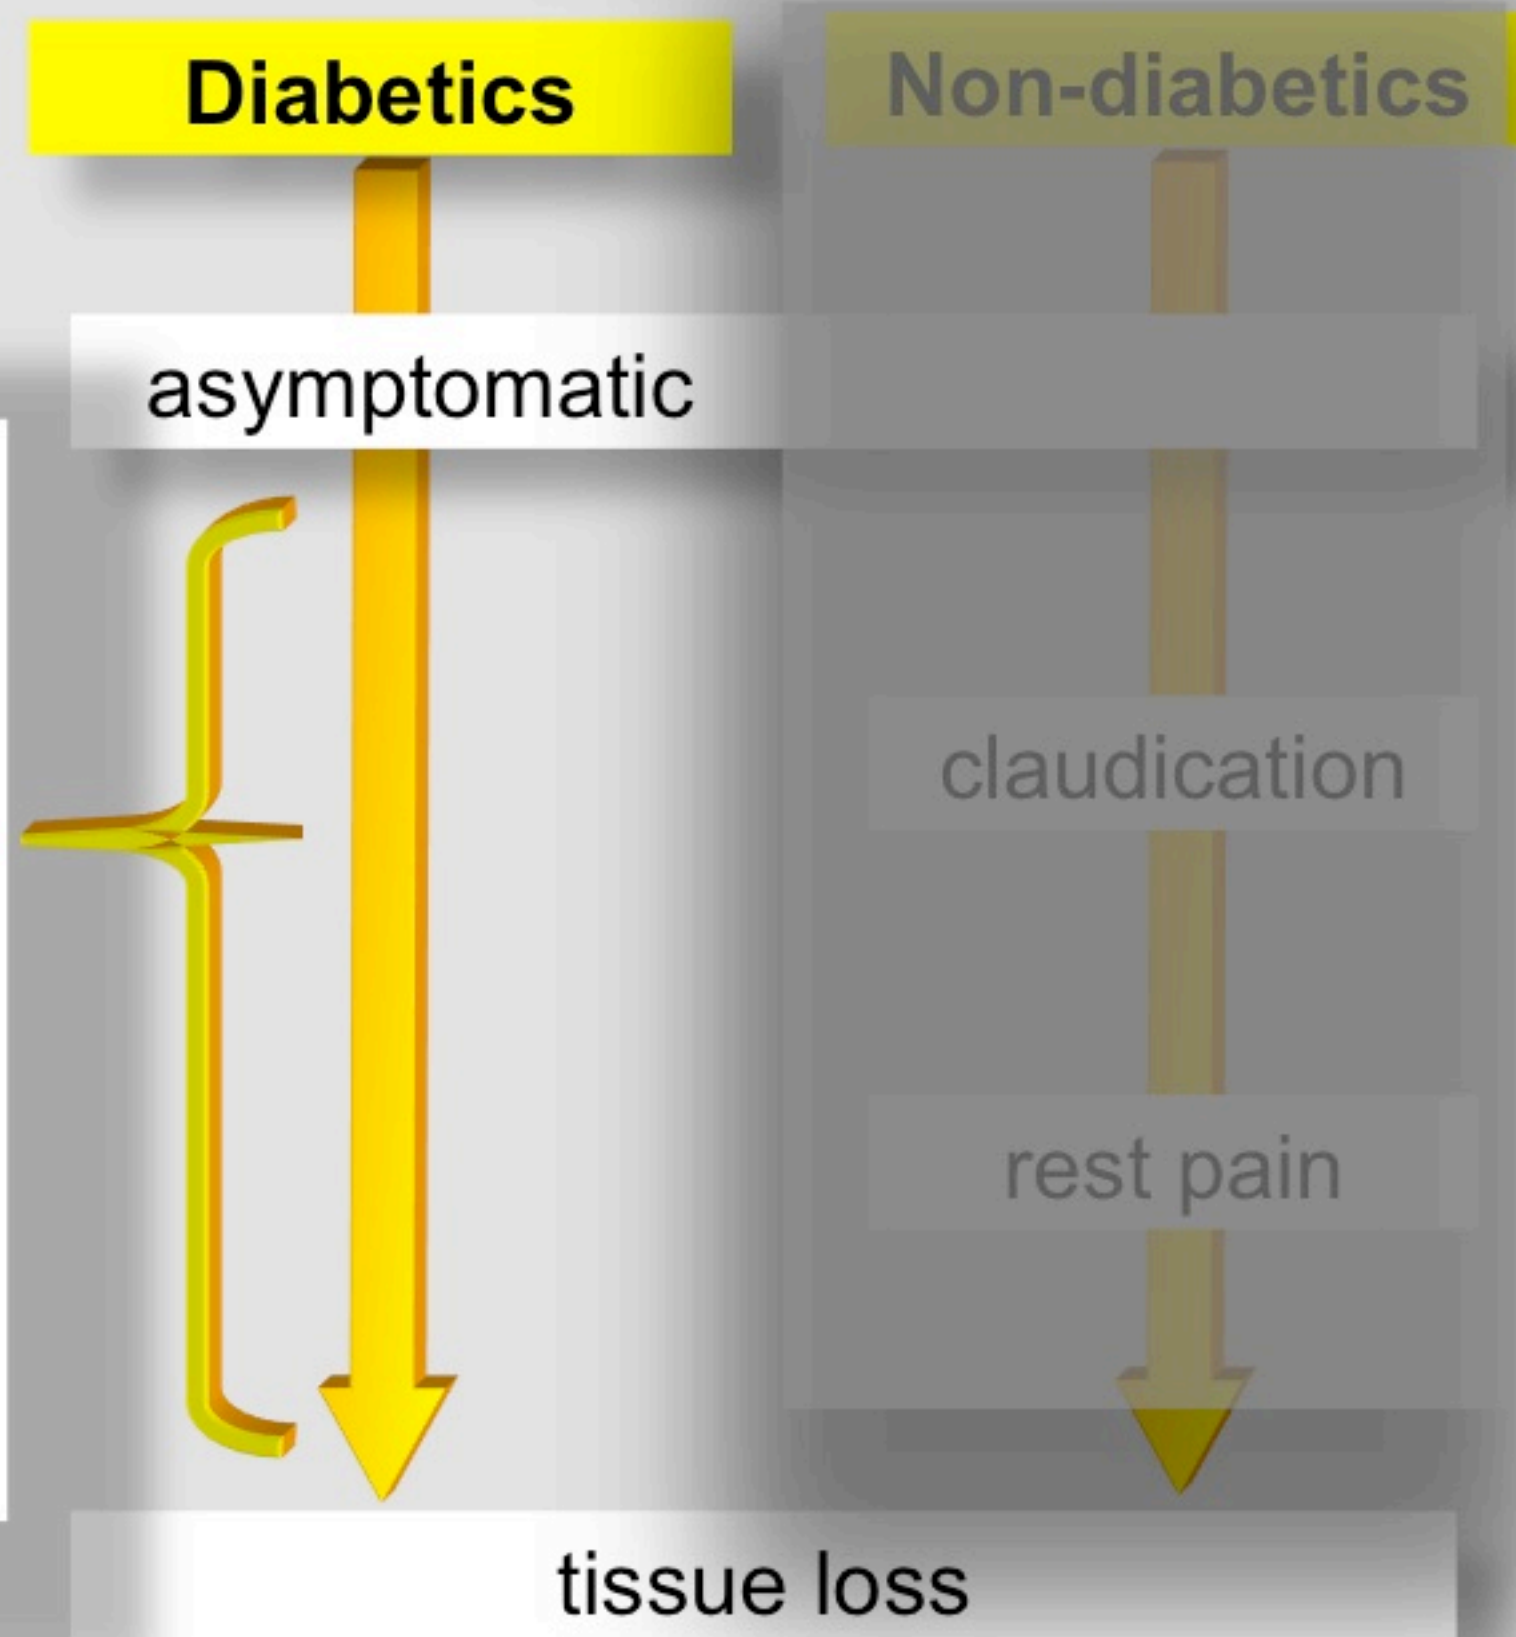 Diabetics
Non-diabetics
asymptomatic
claudication
rest pain
tissue loss